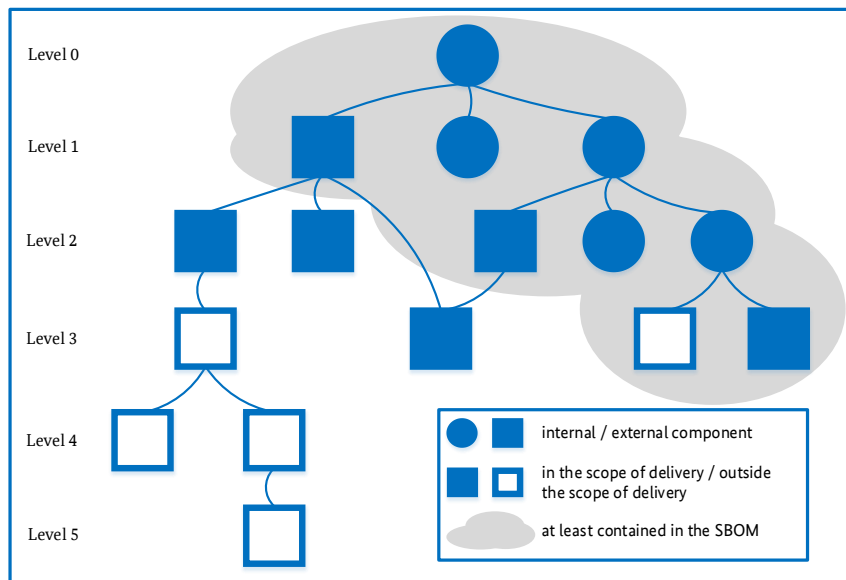 Level 0
Level 1
Level 2
Level 3
Level 4
internal / external component
in the scope of delivery / outside
the scope of delivery
Level 5
at least contained in the SBOM